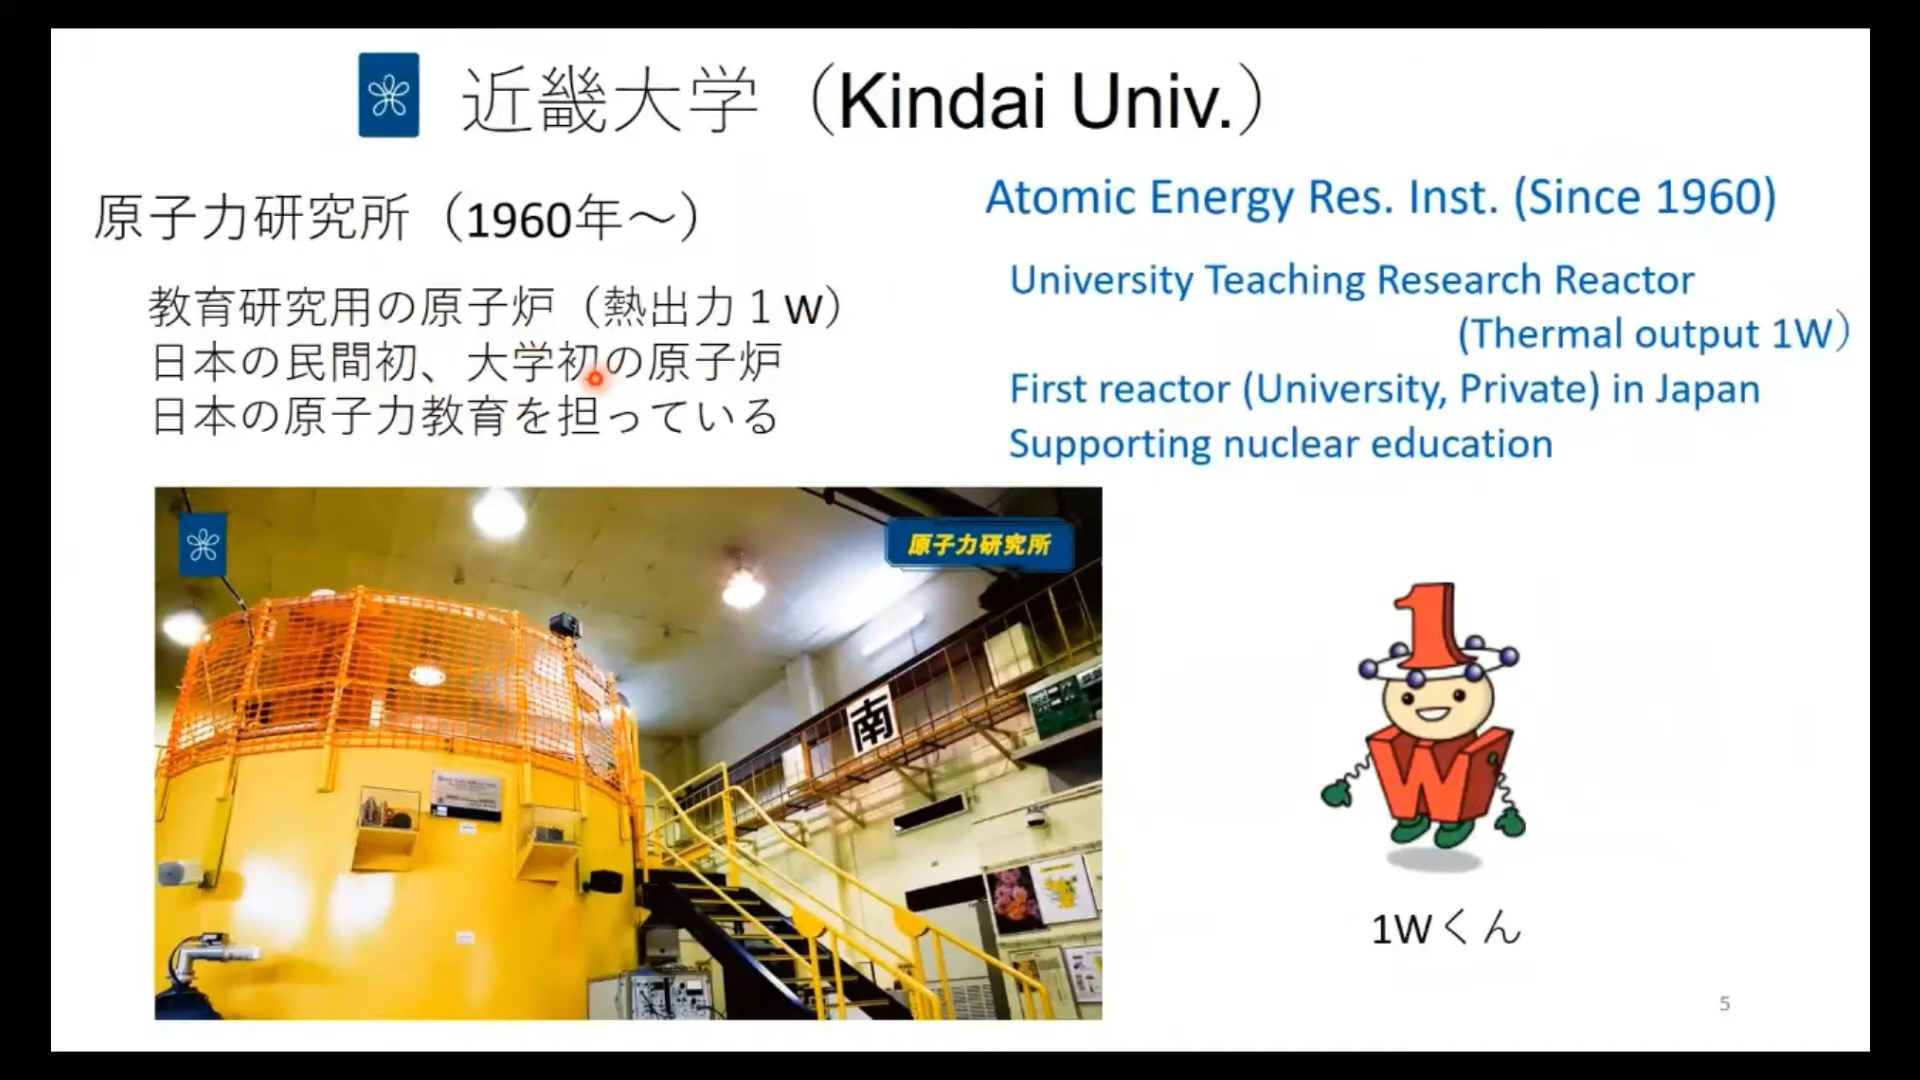 近畿大学（Kindai Univ.）
原子力研究所（1960年～）
教育研究用の原子炉（熱出力１W）
日本の民間初、大学初の原子炉
日本の原子力教育を担っている
Atomic Energy Res. Inst. (Since 1960)
University Teaching Research Reactor
(Thermal output 1W）
First reactor (University, Private) in Japan
Supporting nuclear education
原子力研究所
南
1
W
1Wくん
5